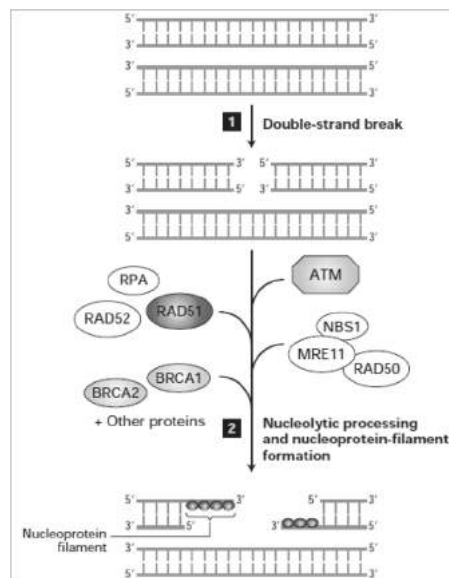 5′ 3′
3′ 5′
3′ 5′
5′ 3′
1 Double-strand break
5′ 3′ 5′ 3′
3′ 5′ 3′ 5′
3′ 5′
5′ 3′
RPA
ATM
RAD52 RAD51
NBS1
MRE11
RAD50
BRCA2 BRCA1
+ Other proteins
2 Nucleolytic processing
and nucleoprotein-filament
formation
5′ 3′ 5′ 3′
3′ 5′ 3′ 5′
Nucleoprotein
filament
3′ 5′
5′ 3′